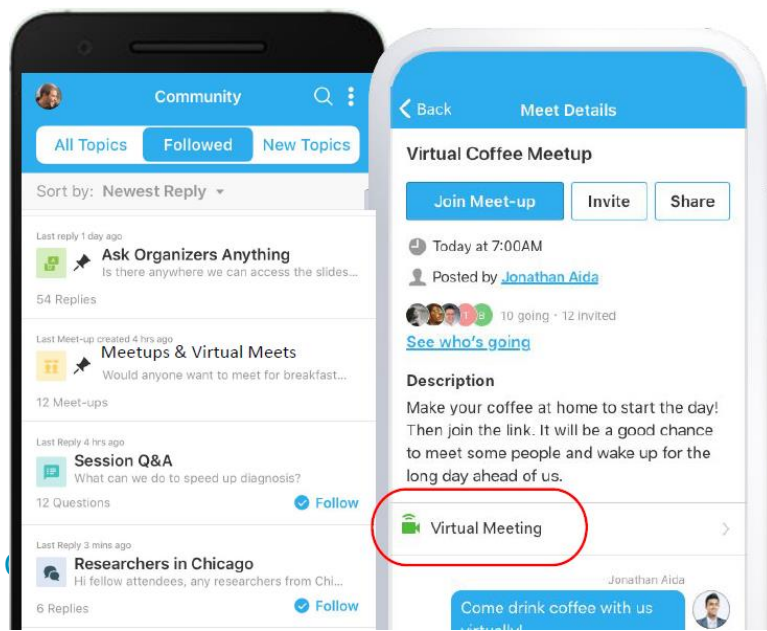 Community
All Topics
Followed
New Topics
Sort by: Newest Reply
Last reply 1 day ago
Ask Organizers Anything
Is there anywhere we can access the slides...
54 Replies
Last Meet-up created 4 hrs ago
Meetups & Virtual Meets
Would anyone want to meet for breakfast...
12 Meet-ups
Last Reply 4 hrs ago
Session Q&A
What can we do to speed up diagnosis?
12 Questions
Follow
Last Reply 3 mins ago
Researchers in Chicago
Hi fellow attendees, any researchers from Chi...
6 Replies
Follow
Back
Meet Details
Virtual Coffee Meetup
Join Meet-up
Invite
Share
Today at 7:00AM
Posted by Jonathan Aida
10 going · 12 invited
See who's going
Description
Make your coffee at home to start the day!
Then join the link. It will be a good chance
to meet some people and wake up for the
long day ahead of us.
Virtual Meeting
Jonathan Aida
Come drink coffee with us
virtually!